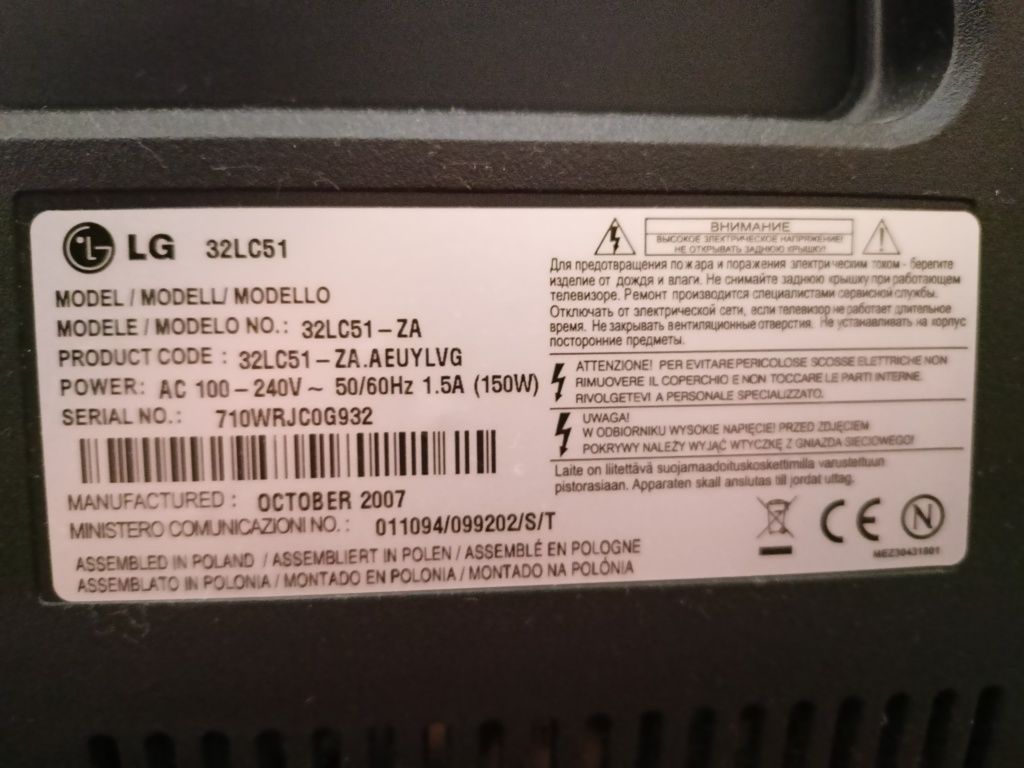 LG 32LC51
MODEL / MODELL/ MODELLO
MODELE / MODELO NO.: 32LC51-ZA
PRODUCT CODE : 32LC51-ZA.AEUYLVG
POWER: AC 100-240V ~ 50/60Hz 1.5A (150W)
SERIAL NO.: 710WRJC0G932
MANUFACTURED : OCTOBER 2007
MINISTERO COMUNICAZIONI NO.: 011094/099202/S/T
ASSEMBLED IN POLAND / ASSEMBLIERT IN POLEN / ASSEMBLÉ EN POLOGNE
ASSEMBLATO IN POLONIA / MONTADO EN POLONIA / MONTADO NA POLÔNIA
ВНИМАНИЕ
ВЫСОКОЕ ЭЛЕКТРИЧЕСКОЕ НАПРЯЖЕНИЕ!
НЕ ОТКРЫВАТЬ ЗАДНЮЮ КРЫШКУ!
Для предотвращения пожара и поражения электрическим током - берегите
изделие от дождя и влаги. Не снимайте заднюю крышку при работающем
телевизоре. Ремонт производится специалистами сервисной службы.
Отключать от электрической сети, если телевизор не работает длительное
время. Не закрывать вентиляционные отверстия. Не устанавливать на корпус
посторонние предметы.
ATTENZIONE! PER EVITARE PERICOLOSE SCOSSE ELETTRICHE NON
RIMUOVERE IL COPERCHIO E NON TOCCARE LE PARTI INTERNE.
RIVOLGETEVI A PERSONALE SPECIALIZZATO.
UWAGA!
W ODBIORNIKU WYSOKIE NAPIĘCIE! PRZED ZDJĘCIEM
POKRYWY NALEŻY WYJĄĆ WTYCZKĘ Z GNIAZDA SIECIOWEGO!
Laite on liitettävä suojamaadoituskoskettimilla varustettuun
pistorasiaan. Apparaten skall anslutas till jordat uttag.
CE N
MEZ30431801